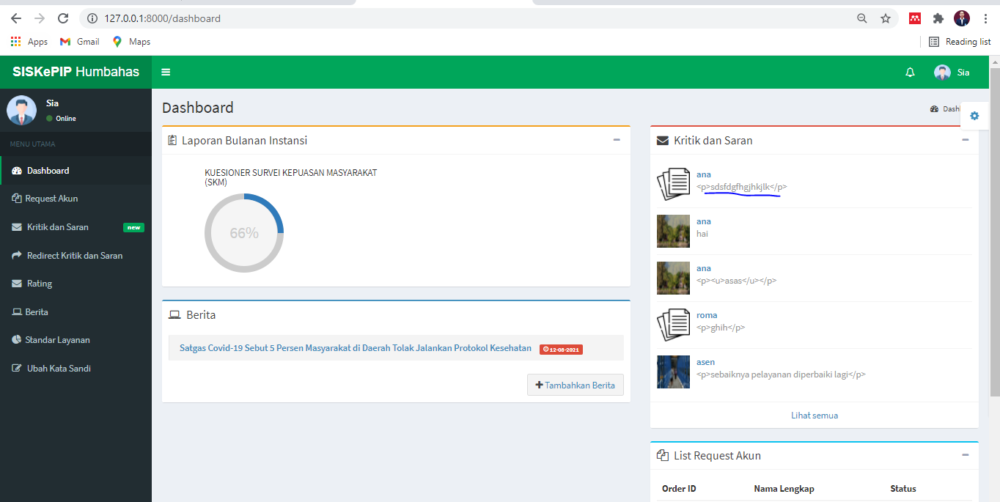 127.0.0.1:8000/dashboard
Apps Gmail Maps Reading list
SISKePIP Humbahas
Sia
Sia
Online
MENU UTAMA
Dashboard
Request Akun
Kritik dan Saran new
Redirect Kritik dan Saran
Rating
Berita
Standar Layanan
Ubah Kata Sandi
Dashboard
Dash
Laporan Bulanan Instansi
KUESIONER SURVEI KEPUASAN MASYARAKAT
(SKM)
66%
Berita
Satgas Covid-19 Sebut 5 Persen Masyarakat di Daerah Tolak Jalankan Protokol Kesehatan 12-08-2021
Tambahkan Berita
Kritik dan Saran
ana
<p>sdsfdgfhgjhkjlk</p>
ana
hai
ana
<p><u>asas</u></p>
roma
<p>ghih</p>
asen
<p>sebaiknya pelayanan diperbaiki lagi</p>
Lihat semua
List Request Akun
Order ID Nama Lengkap Status